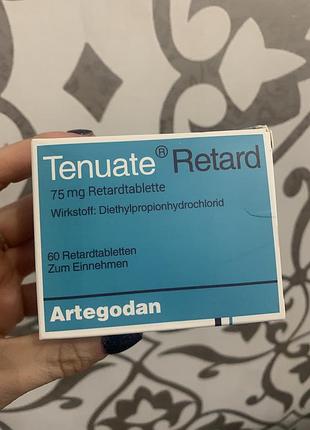 Tenuate® Retard
75 mg Retardtablette
Wirkstoff: Diethylpropionhydrochlorid
60 Retardtabletten
Zum Einnehmen
Artegodan